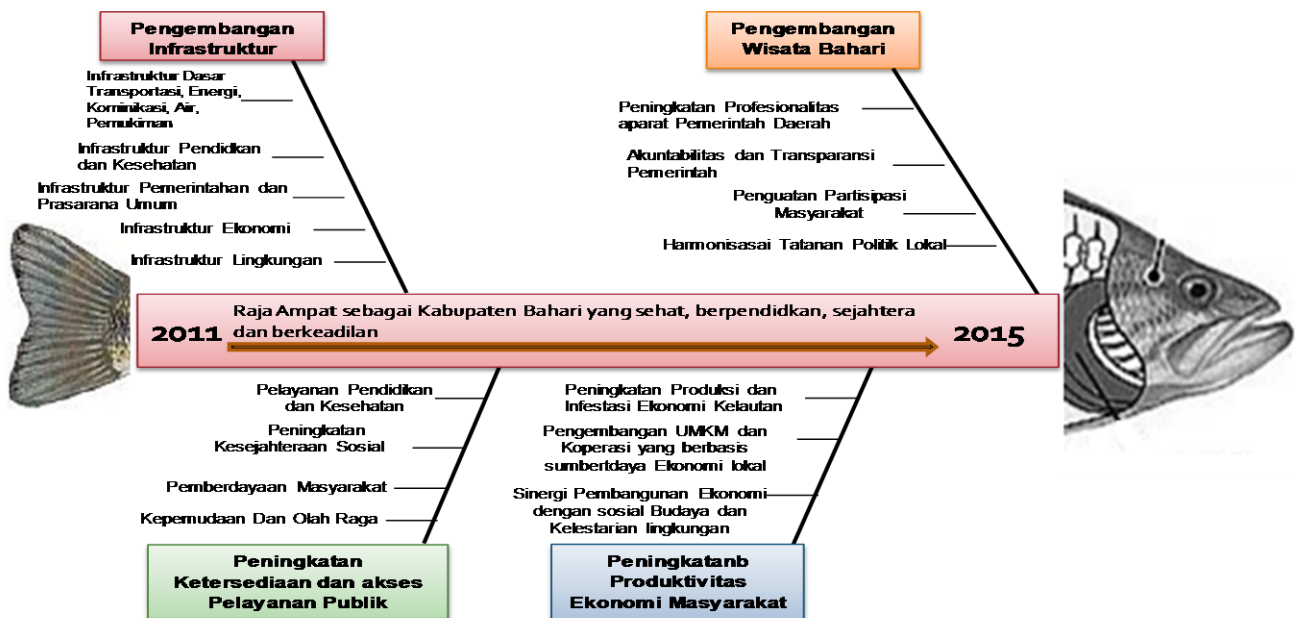 Pengembangan
Infrastruktur
Infrastruktur Dasar
Transportasi, Energi,
Kominikasi, Air,
Pemukiman
Infrastruktur Pendidkan
dan Kesehatan
Infrastruktur Pemerintahan dan
Prasarana Umum
Infrastruktur Ekonomi
Infrastruktur Lingkungan
Pengembangan
Wisata Bahari
Peningkatan Profesionalitas
aparat Pemerintah Daerah
Akuntabilitas dan Transparansi
Pemerintah
Penguatan Partisipasi
Masyarakat
Harmonisasai Tatanan Politik Lokal
Raja Ampat sebagai Kabupaten Bahari yang sehat, berpendidkan, sejahtera
dan berkeadilan
2011
2015
Pelayanan Pendidikan
dan Kesehatan
Peningkatan
Kesejahteraan Sosial
Pemberdayaan Masyarakat
Kepemudaan Dan Olah Raga
Peningkatan
Ketersediaan dan akses
Pelayanan Publik
Peningkatan Produksi dan
Infestasi Ekonomi Kelautan
Pengembangan UMKM dan
Koperasi yang berbasis
sumbertdaya Ekonomi lokal
Sinergi Pembangunan Ekonomi
dengan sosial Budaya dan
Kelestarian lingkungan
Peningkatanb
Produktivitas
Ekonomi Masyarakat